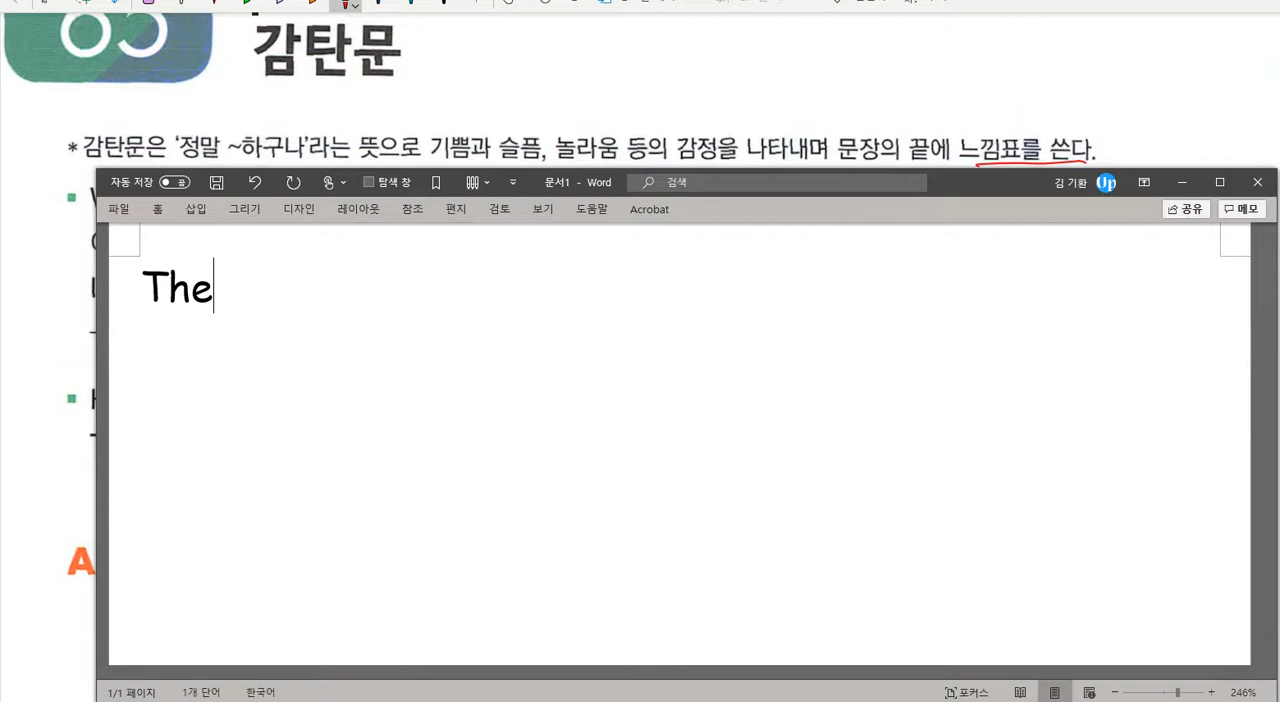 감탄문
* 감탄문은 '정말 ~하구나'라는 뜻으로 기쁨과 슬픔, 놀라움 등의 감정을 나타내며 문장의 끝에 느낌표를 쓴다.
자동 저장 끔 탐색 창 문서1 - Word 검색 김 기환 Up
파일 홈 삽입 그리기 디자인 레이아웃 참조 편지 검토 보기 도움말 Acrobat 공유 메모
The
A
1/1 페이지 1개 단어 한국어 포커스 246%